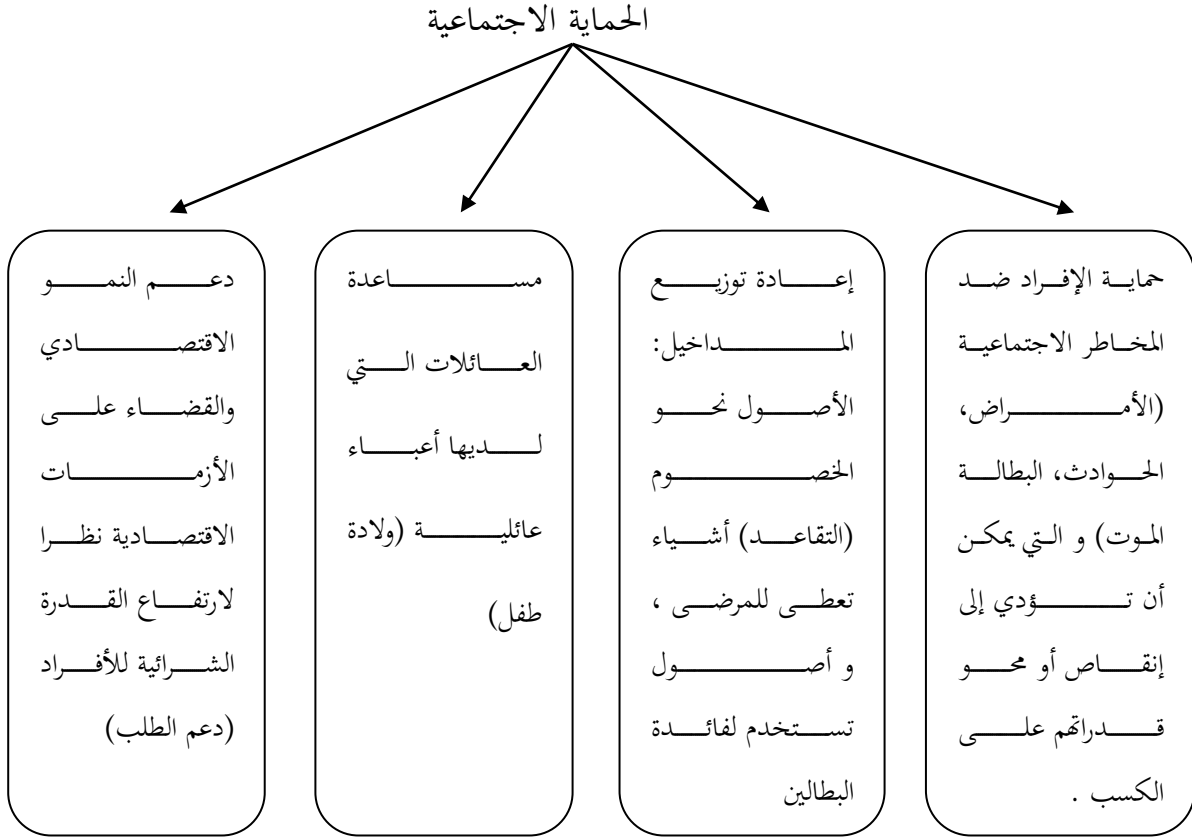 الحماية الاجتماعية
حماية الإفراد ضد
المخاطر الاجتماعية
(الأمراض،
الحوادث، البطالة
الموت) و التي يمكن
أن تؤدي إلى
إنقاص أو محو
قدراتهم على
الكسب .
إعادة توزيع
المداخيل:
الأصول نحو
الخصوم
(التقاعد) أشياء
تعطى للمرضى ،
و أصول
تستخدم لفائدة
البطالين
مساعدة
العائلات التي
لديها أعباء
عائلية (ولادة
طفل)
دعم النمو
الاقتصادي
والقضاء على
الأزمات
الاقتصادية نظرا
لارتفاع القدرة
الشرائية للأفراد
(دعم الطلب)